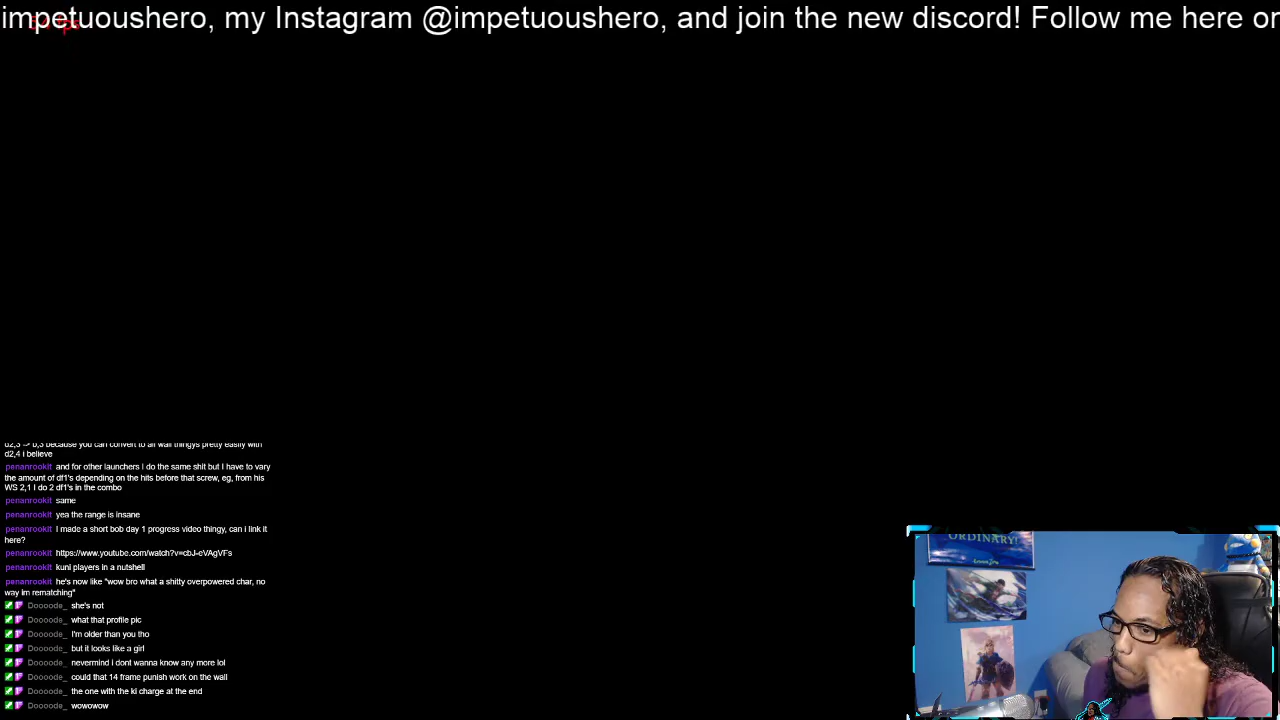 impetuoushero, my Instagram @impetuoushero, and join the new discord! Follow me here or
fps
d2,3 -> b,3 because you can convert to all wall thingys pretty easily with
d2,4 i believe
penanrookit and for other launchers i do the same shit but I have to vary
the amount of df1's depending on the hits before that screw, eg, from his
WS 2,1 I do 2 df1's in the combo
penanrookit same
penanrookit yea the range is insane
penanrookit I made a short bob day 1 progress video thingy, can i link it
here?
penanrookit https://www.youtube.com/watch?v=cbJ-eVAgVFs
penanrookit kuni players in a nutshell
penanrookit he's now like "wow bro what a shitty overpowered char, no
way im rematching"
Doooode_ she's not
Doooode_ what that profile pic
Doooode_ I'm older than you tho
Doooode_ but it looks like a girl
Doooode_ nevermind i dont wanna know any more lol
Doooode_ could that 14 frame punish work on the wall
Doooode_ the one with the ki charge at the end
Doooode_ wowowow
ORDINARY!